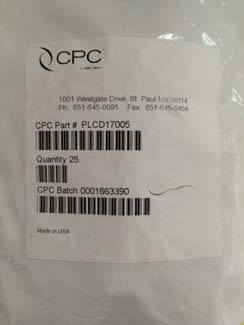 CPC
1001 Westgate Drive, St. Paul MN 55114
Ph. 651-645-0091 Fax 651-645-5404
CPC Part # PLCD17005
Quantity 25
CPC Batch 0001663390
Made in USA